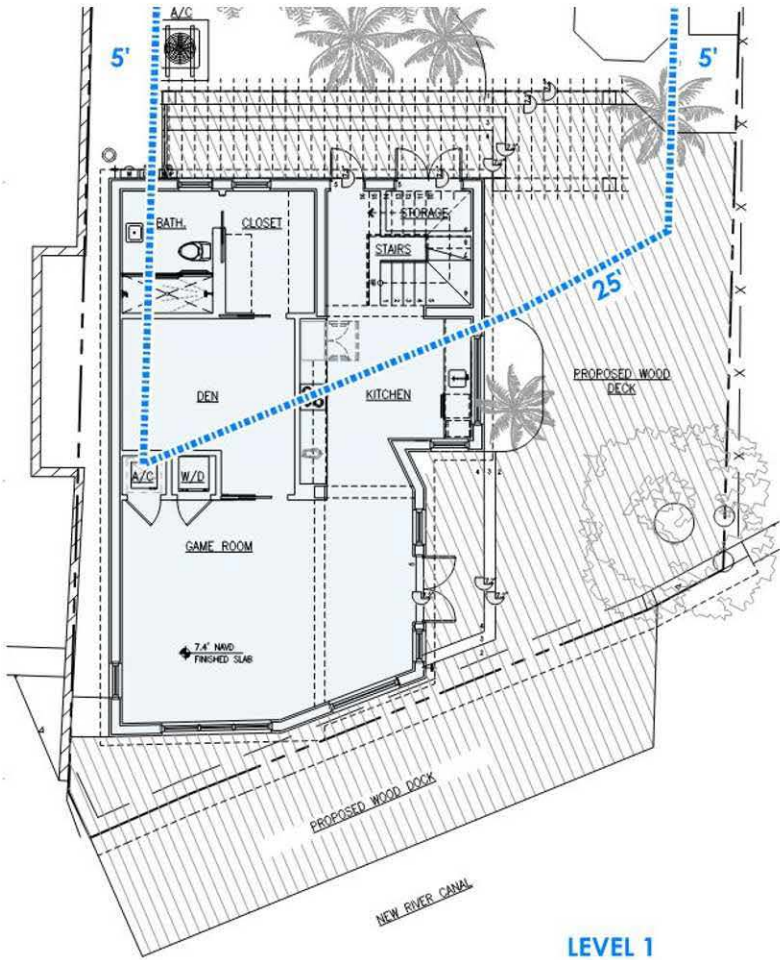 A/C
5'
5'
BATH.
CLOSET
STORAGE
STAIRS
25'
DEN
KITCHEN
PROPOSED WOOD
DECK
A/C
W/D
GAME ROOM
7.4' NAVD
FINISHED SLAB
PROPOSED WOOD DOCK
NEW RIVER CANAL
LEVEL 1